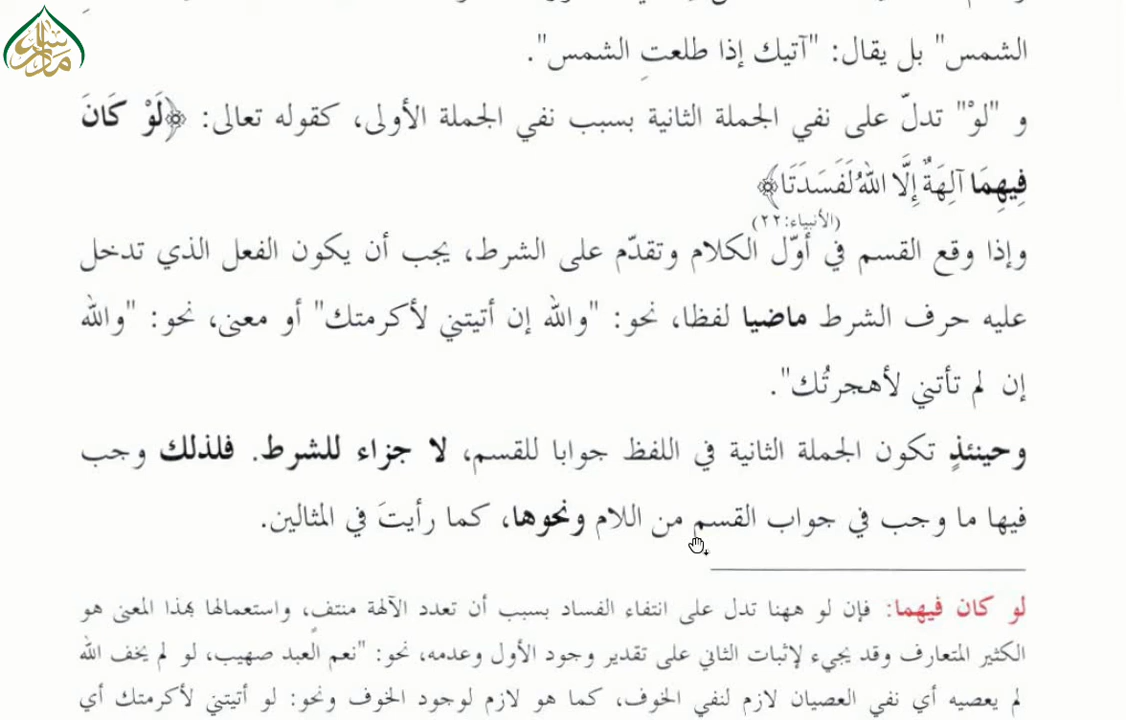 الشمس" بل يقال: "آتيك إذا طلعتِ الشمس".
و "لوْ" تدلّ على نفي الجملة الثانية بسبب نفي الجملة الأولى، كقوله تعالى: ﴿لَوْ كَانَ
فِيهِمَا آلِهَةٌ إِلَّا اللهُ لَفَسَدَتَا﴾
(الأنبياء:٢٢)
وإذا وقع القسم في أوّل الكلام وتقدّم على الشرط، يجب أن يكون الفعل الذي تدخل
عليه حرف الشرط ماضيا لفظا، نحو: "والله إن أتيتني لأكرمتك" أو معنى، نحو: "والله
إن لم تأتني لأهجرتُك".
وحينئذٍ تكون الجملة الثانية في اللفظ جوابا للقسم، لا جزاء للشرط. فلذلك وجب
فيها ما وجب في جواب القسم من اللام ونحوها، كما رأيتَ في المثالين.
لو كان فيهما: فإن لو ههنا تدل على انتفاء الفساد بسبب أن تعدد الآلهة منتفٍ، واستعمالها بهذا المعنى هو
الكثير المتعارف وقد يجيء لإثبات الثاني على تقدير وجود الأول وعدمه، نحو: "نعم العبد صهيب، لو لم يخف الله
لم يعصيه أي نفي العصيان لازم لنفي الخوف، كما هو لازم لوجود الخوف ونحو: لو أتيتني لأكرمتك أي